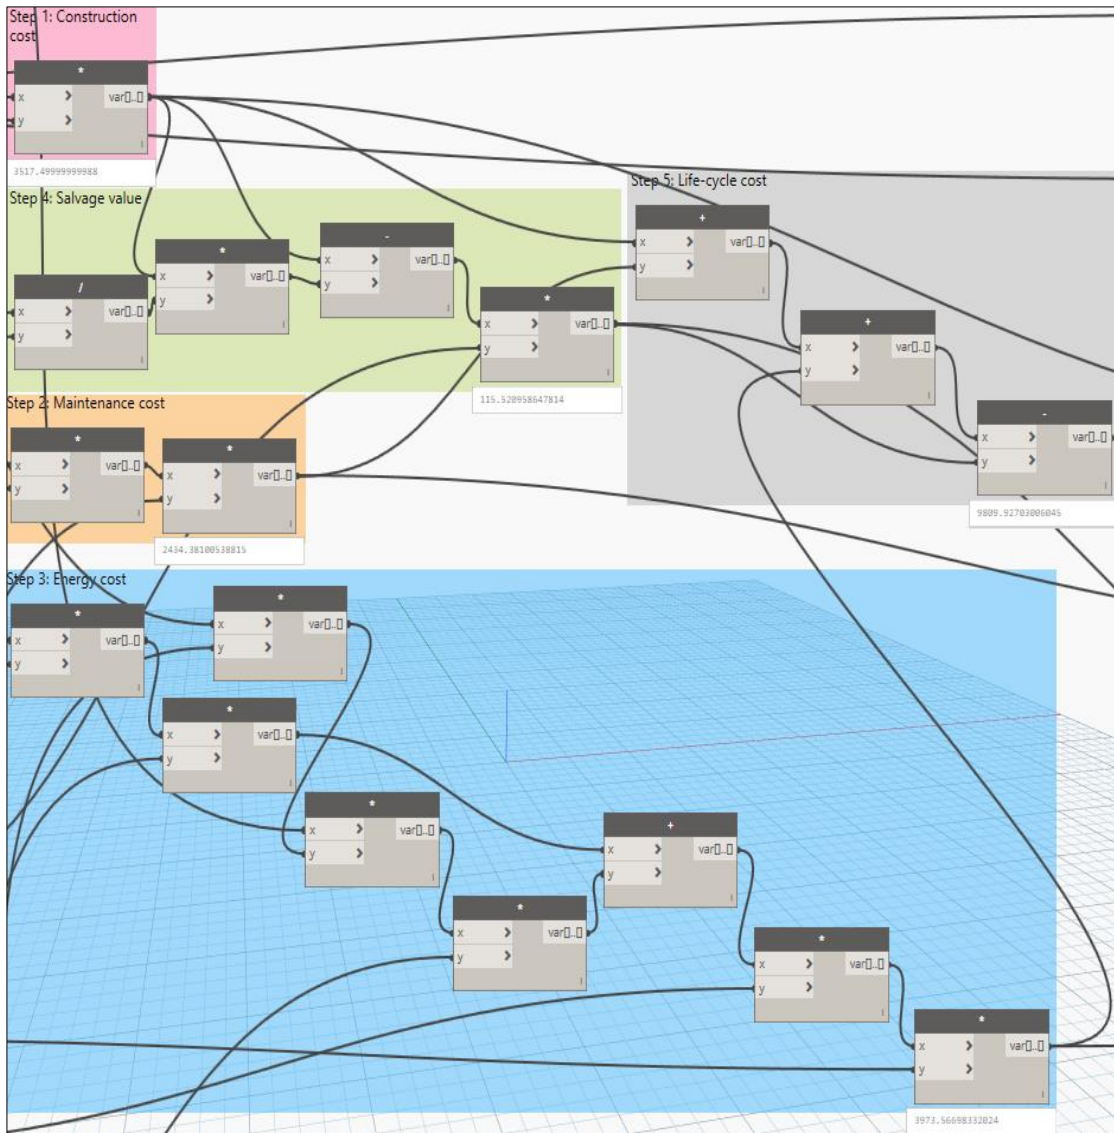 Step 1: Construction
cost
*
x > var[]..[]
y >
l
3517.49999999988
Step 4: Salvage value
/
x > var[]..[]
y >
l
*
x > var[]..[]
y >
l
-
x > var[]..[]
y >
l
*
x > var[]..[]
y >
l
115.520958647814
Step 5: Life-cycle cost
+
x > var[]..[]
y >
l
+
x > var[]..[]
y >
l
-
x > var[]..[]
y >
l
9809.92703006045
Step 2: Maintenance cost
*
x > var[]..[]
y >
l
*
x > var[]..[]
y >
l
2434.38100538815
Step 3: Energy cost
*
x > var[]..[]
y >
l
*
x > var[]..[]
y >
l
*
x > var[]..[]
y >
l
*
x > var[]..[]
y >
l
*
x > var[]..[]
y >
l
+
x > var[]..[]
y >
l
*
x > var[]..[]
y >
l
*
x > var[]..[]
y >
l
3973.56698332024